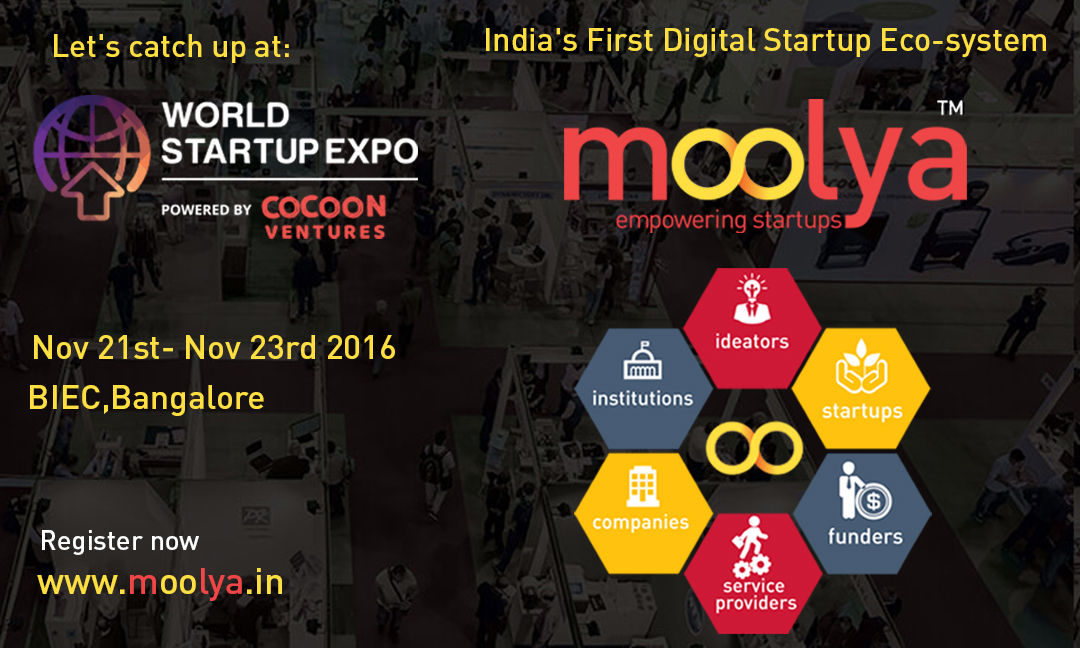 Let's catch up at:
WORLD
STARTUP EXPO
POWERED BY COCOON
VENTURES
Nov 21st- Nov 23rd 2016
BIEC,Bangalore
Register now
www.moolya.in
India's First Digital Startup Eco-system
moolya™
empowering startups
ideators
institutions
startups
companies
funders
service
providers